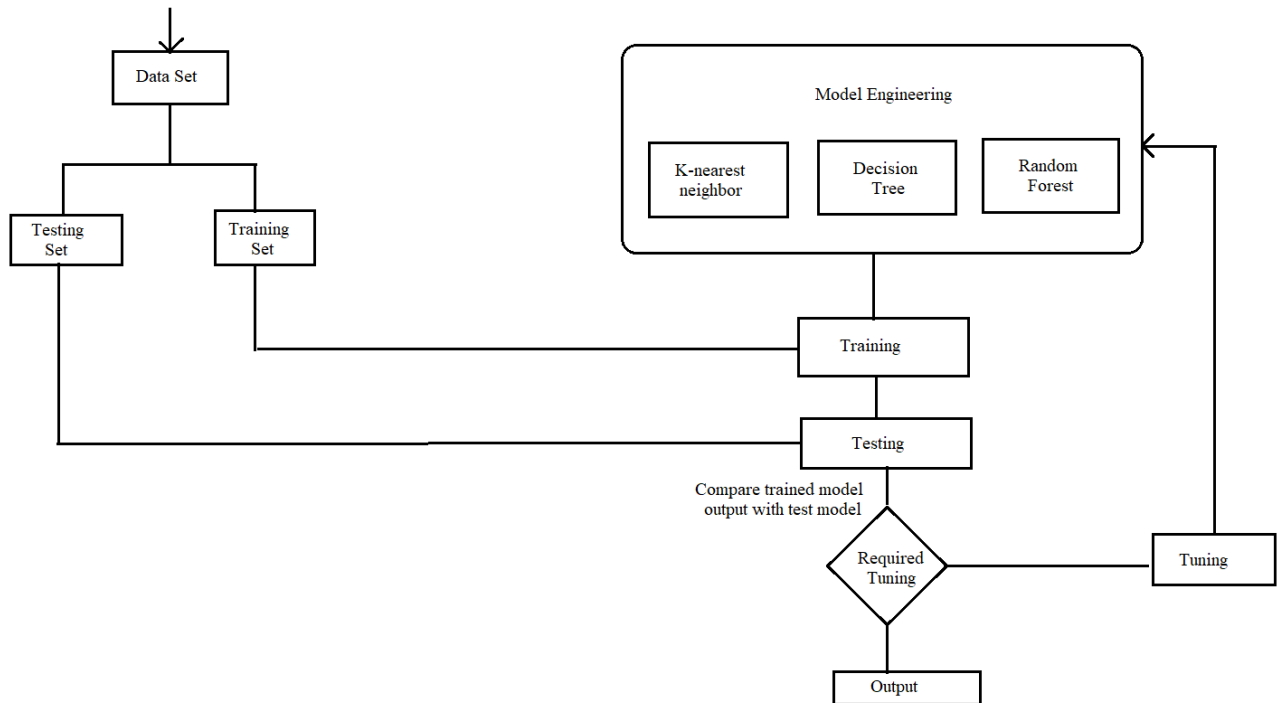 Data Set
Model Engineering
K-nearest
neighbor
Decision
Tree
Random
Forest
Testing
Set
Training
Set
Training
Testing
Compare trained model
output with test model
Required
Tuning
Tuning
Output